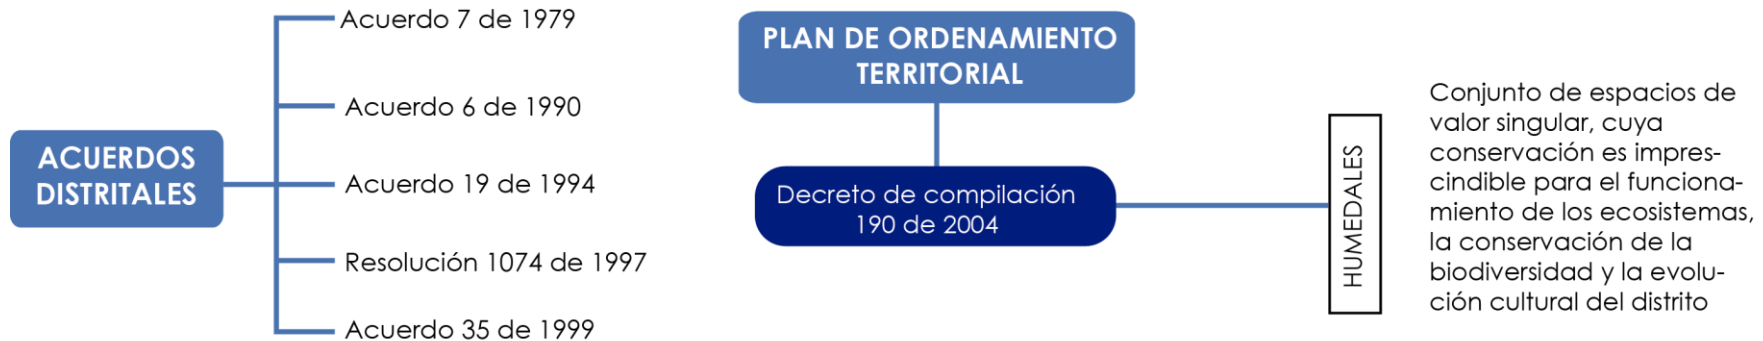 ACUERDOS
DISTRITALES
Acuerdo 7 de 1979
Acuerdo 6 de 1990
Acuerdo 19 de 1994
Resolución 1074 de 1997
Acuerdo 35 de 1999
PLAN DE ORDENAMIENTO
TERRITORIAL
Decreto de compilación
190 de 2004
HUMEDALES
Conjunto de espacios de
valor singular, cuya
conservación es impres-
cindible para el funciona-
miento de los ecosistemas,
la conservación de la
biodiversidad y la evolu-
ción cultural del distrito